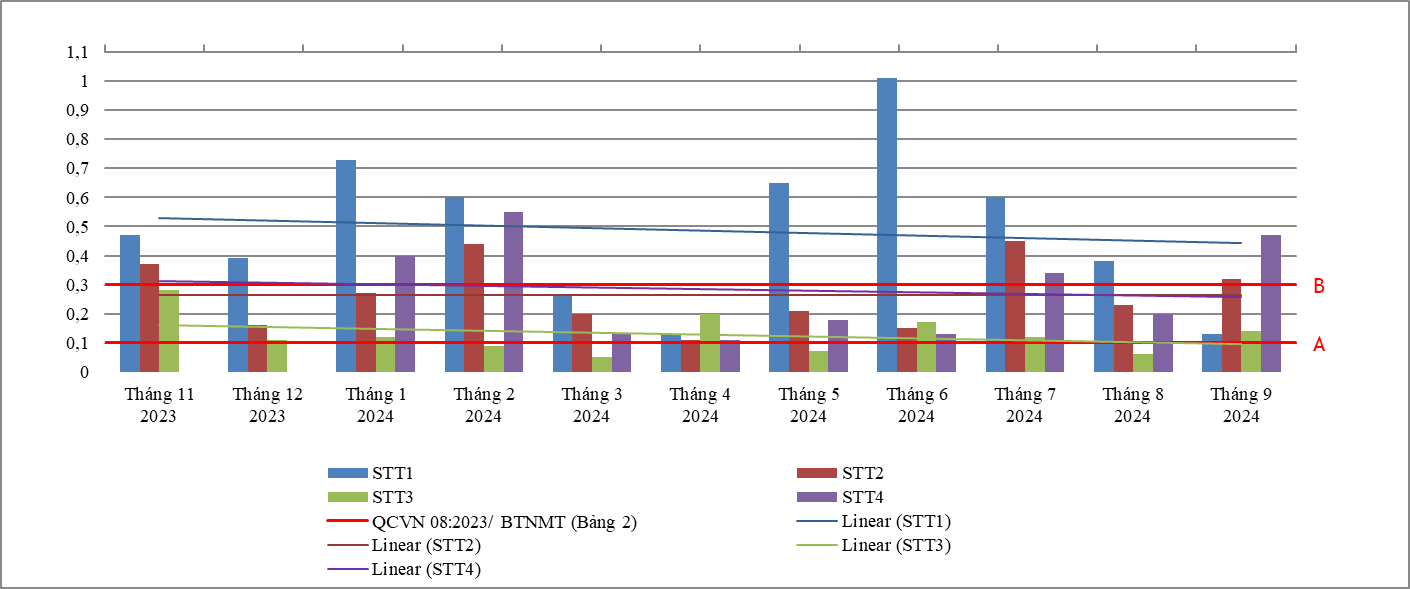 1,1
1
0,9
0,8
0,7
0,6
0,5
0,4
0,3
0,2
0,1
0
B
A
Tháng 11
2023
Tháng 12
2023
Tháng 1
2024
Tháng 2
2024
Tháng 3
2024
Tháng 4
2024
Tháng 5
2024
Tháng 6
2024
Tháng 7
2024
Tháng 8
2024
Tháng 9
2024
STT1
STT2
STT3
STT4
QCVN 08:2023/ BTNMT (Bảng 2)
Linear (STT1)
Linear (STT2)
Linear (STT3)
Linear (STT4)